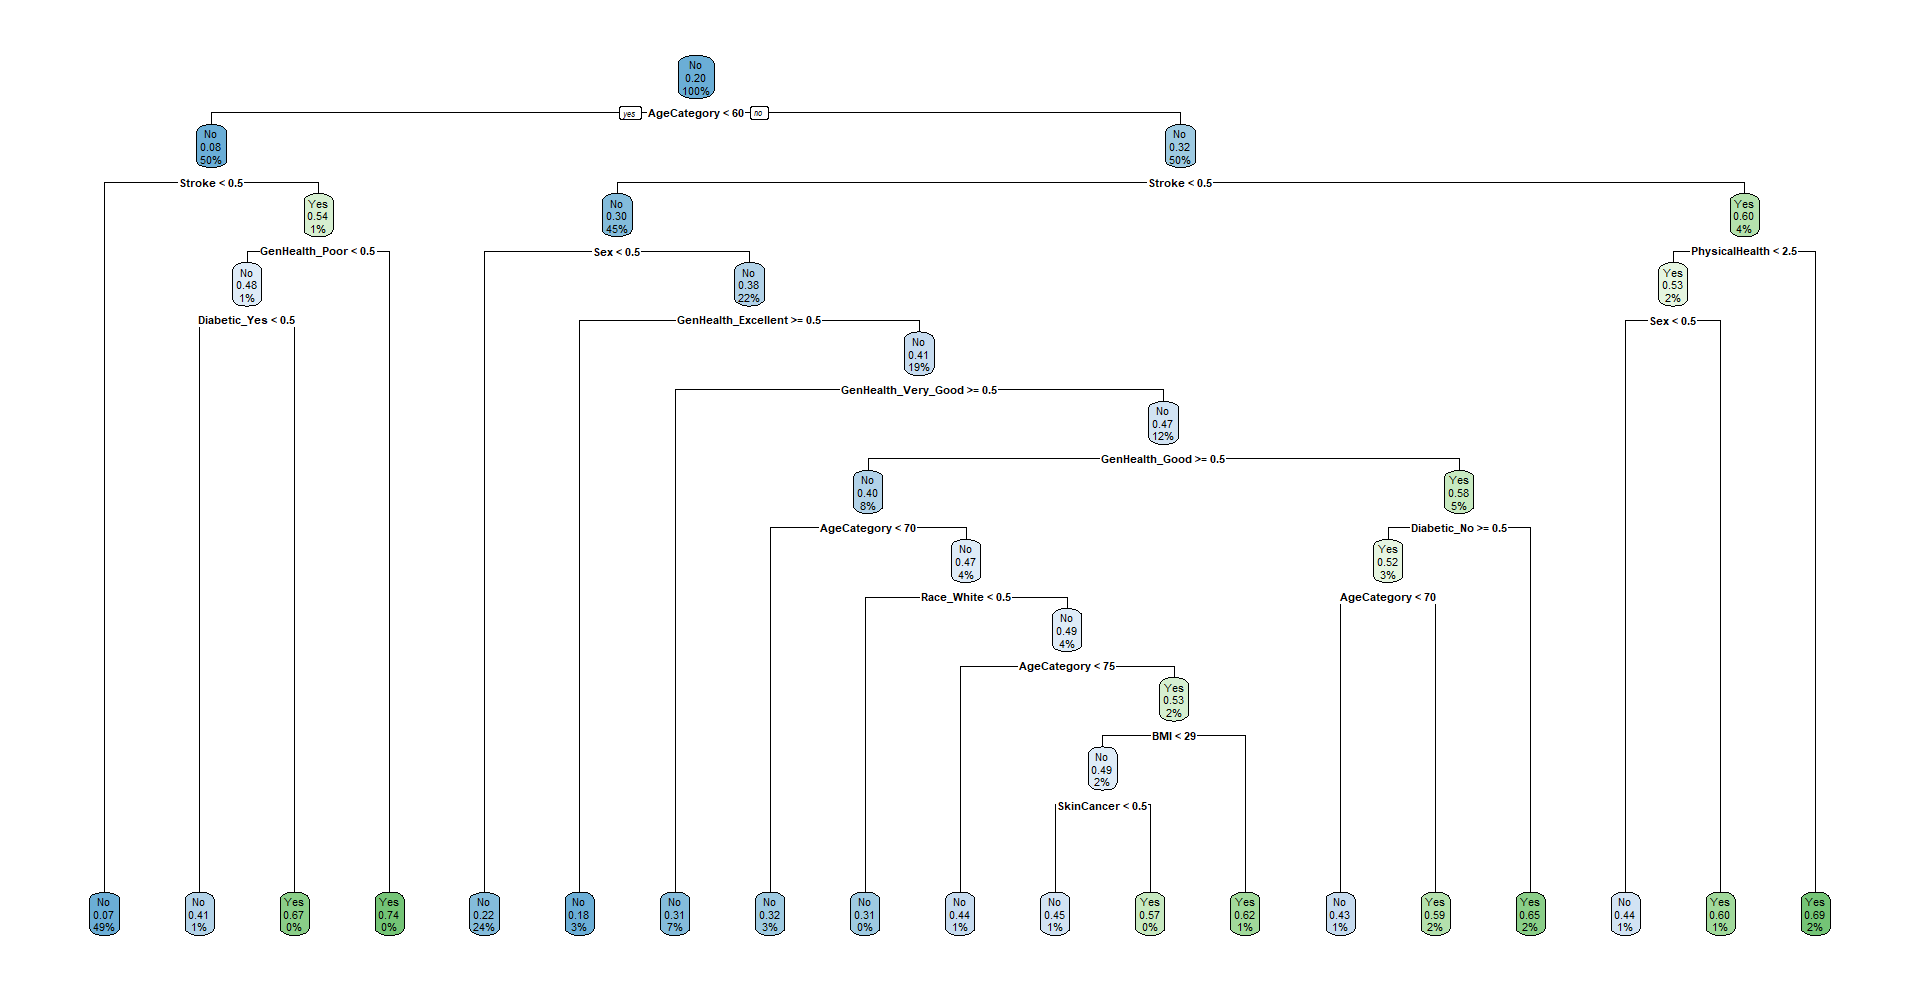 No
0.20
100%
yes AgeCategory < 60 no
No
0.08
50%
No
0.32
50%
Stroke < 0.5
Stroke < 0.5
Yes
0.54
1%
No
0.30
45%
Yes
0.60
4%
GenHealth_Poor < 0.5
Sex < 0.5
PhysicalHealth < 2.5
No
0.48
1%
No
0.38
22%
Yes
0.53
2%
Diabetic_Yes < 0.5
GenHealth_Excellent >= 0.5
Sex < 0.5
No
0.41
19%
GenHealth_Very_Good >= 0.5
No
0.47
12%
GenHealth_Good >= 0.5
No
0.40
8%
Yes
0.58
5%
AgeCategory < 70
Diabetic_No >= 0.5
No
0.47
4%
Yes
0.52
3%
Race_White < 0.5
AgeCategory < 70
No
0.49
4%
AgeCategory < 75
Yes
0.53
2%
BMI < 29
No
0.49
2%
SkinCancer < 0.5
No
0.07
49%
No
0.41
1%
Yes
0.67
0%
Yes
0.74
0%
No
0.22
24%
No
0.18
3%
No
0.31
7%
No
0.32
3%
No
0.31
0%
No
0.44
1%
No
0.45
1%
Yes
0.57
0%
Yes
0.62
1%
No
0.43
1%
Yes
0.59
2%
Yes
0.65
2%
No
0.44
1%
Yes
0.60
1%
Yes
0.69
2%